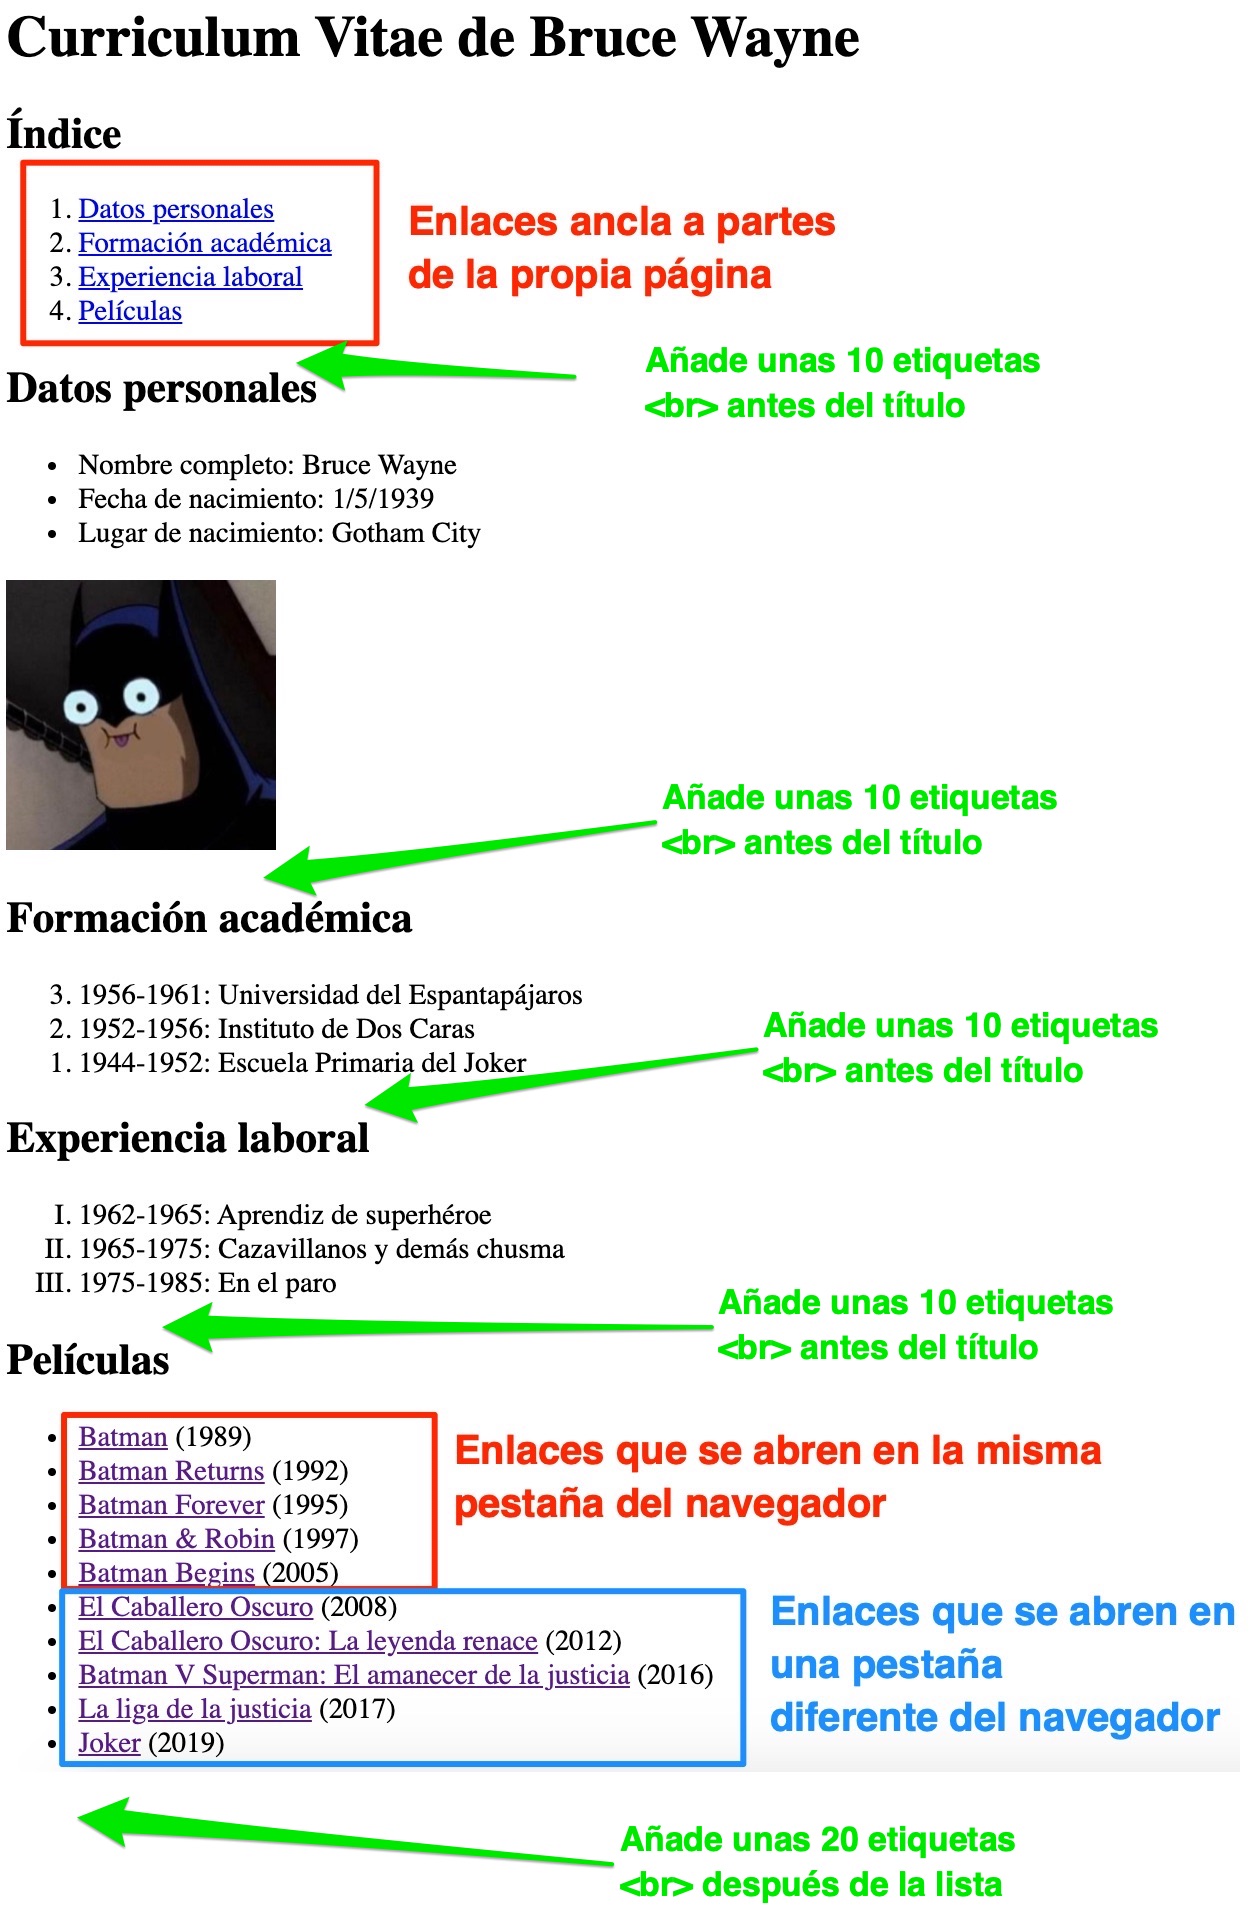 Curriculum Vitae de Bruce Wayne
Índice
1. Datos personales
2. Formación académica
3. Experiencia laboral
4. Películas
Enlaces ancla a partes
de la propia página
Añade unas 10 etiquetas
<br> antes del título
Datos personales
• Nombre completo: Bruce Wayne
• Fecha de nacimiento: 1/5/1939
• Lugar de nacimiento: Gotham City
Añade unas 10 etiquetas
<br> antes del título
Formación académica
3. 1956-1961: Universidad del Espantapájaros
2. 1952-1956: Instituto de Dos Caras
1. 1944-1952: Escuela Primaria del Joker
Añade unas 10 etiquetas
<br> antes del título
Experiencia laboral
I. 1962-1965: Aprendiz de superhéroe
II. 1965-1975: Cazavillanos y demás chusma
III. 1975-1985: En el paro
Añade unas 10 etiquetas
<br> antes del título
Películas
• Batman (1989)
• Batman Returns (1992)
• Batman Forever (1995)
• Batman & Robin (1997)
• Batman Begins (2005)
Enlaces que se abren en la misma
pestaña del navegador
• El Caballero Oscuro (2008)
• El Caballero Oscuro: La leyenda renace (2012)
• Batman V Superman: El amanecer de la justicia (2016)
• La liga de la justicia (2017)
• Joker (2019)
Enlaces que se abren en
una pestaña
diferente del navegador
Añade unas 20 etiquetas
<br> después de la lista